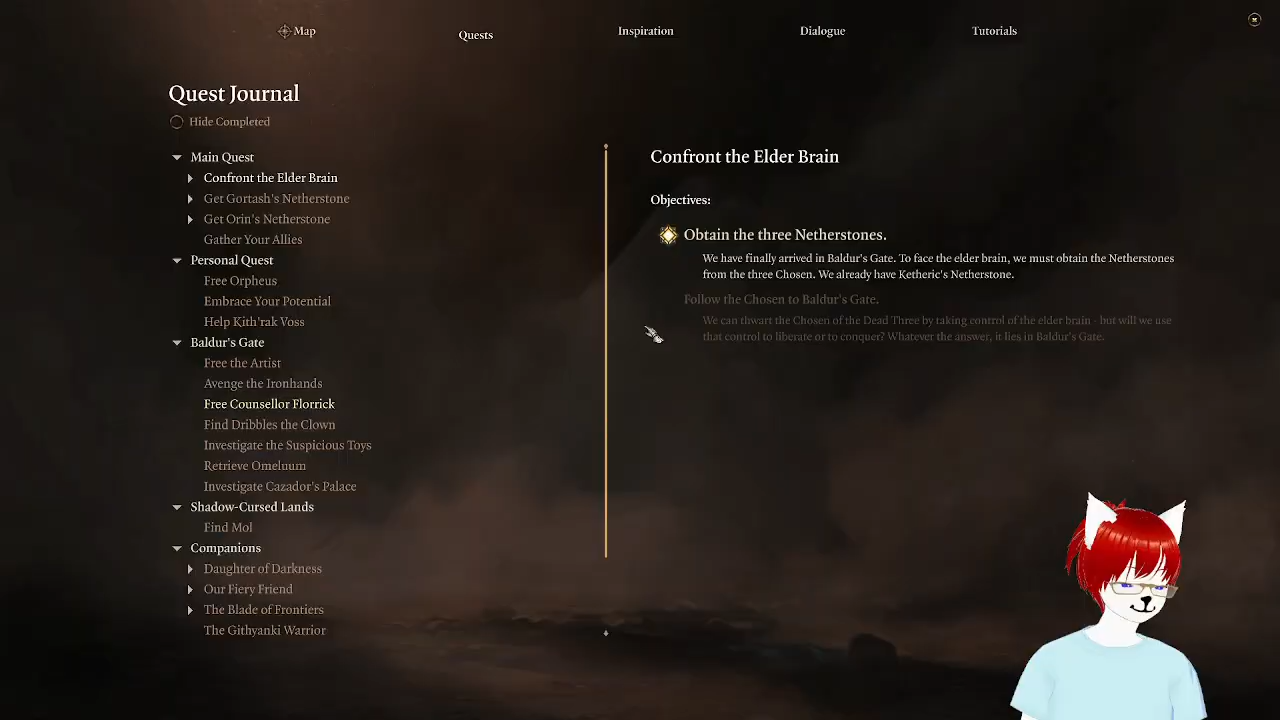 Map
Quests
Inspiration
Dialogue
Tutorials
Quest Journal
Hide Completed
Main Quest
Confront the Elder Brain
Get Gortash's Netherstone
Get Orin's Netherstone
Gather Your Allies
Personal Quest
Free Orpheus
Embrace Your Potential
Help Kith'rak Voss
Baldur's Gate
Free the Artist
Avenge the Ironhands
Free Counsellor Florrick
Find Dribbles the Clown
Investigate the Suspicious Toys
Retrieve Omeluum
Investigate Cazador's Palace
Shadow-Cursed Lands
Find Mol
Companions
Daughter of Darkness
Our Fiery Friend
The Blade of Frontiers
The Githyanki Warrior
Confront the Elder Brain
Objectives:
Obtain the three Netherstones.
We have finally arrived in Baldur's Gate. To face the elder brain, we must obtain the Netherstones
from the three Chosen. We already have Ketheric's Netherstone.
Follow the Chosen to Baldur's Gate.
We can thwart the Chosen of the Dead Three by taking control of the elder brain - but will we use
that control to liberate or to conquer? Whatever the answer, it lies in Baldur's Gate.